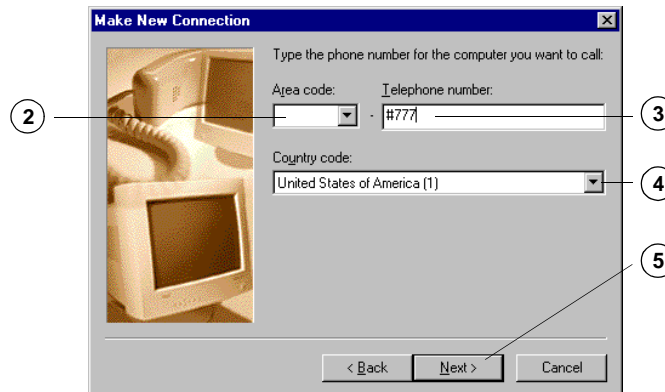 Make New Connection
Type the phone number for the computer you want to call:
Area code: Telephone number:
2 - #777 3
Country code:
United States of America (1) 4
5
< Back Next > Cancel